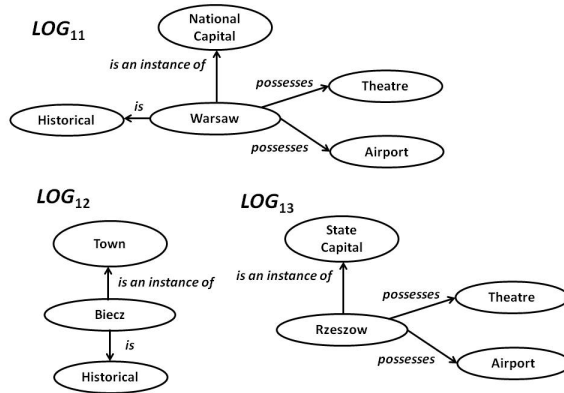 LOG11
National
Capital
is an instance of
possesses
Theatre
is
Historical
Warsaw
possesses
Airport
LOG12
LOG13
Town
State
Capital
is an instance of
is an instance of
possesses
Theatre
Biecz
Rzeszow
is
possesses
Airport
Historical